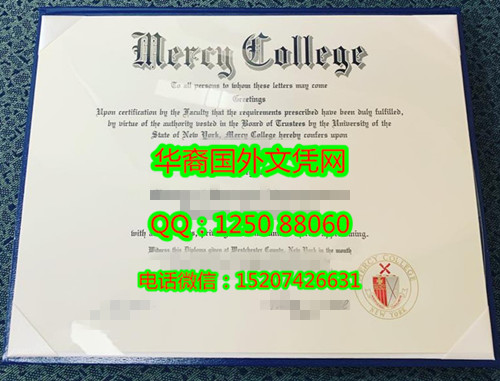 Mercy College
To all persons to whom these letters may come
Greetings
Upon certification by the Faculty that the requirements prescribed have been duly fulfilled,
by virtue of the authority vested in the Board of Trustees by the University of the
State of New York, Mercy College hereby confers upon
华裔国外文凭网
QQ：1250 88060
with
Witness this Diploma given at Westchester County, New York in the month
电话微信：15207426631
MERCY COLLEGE
NEW YORK